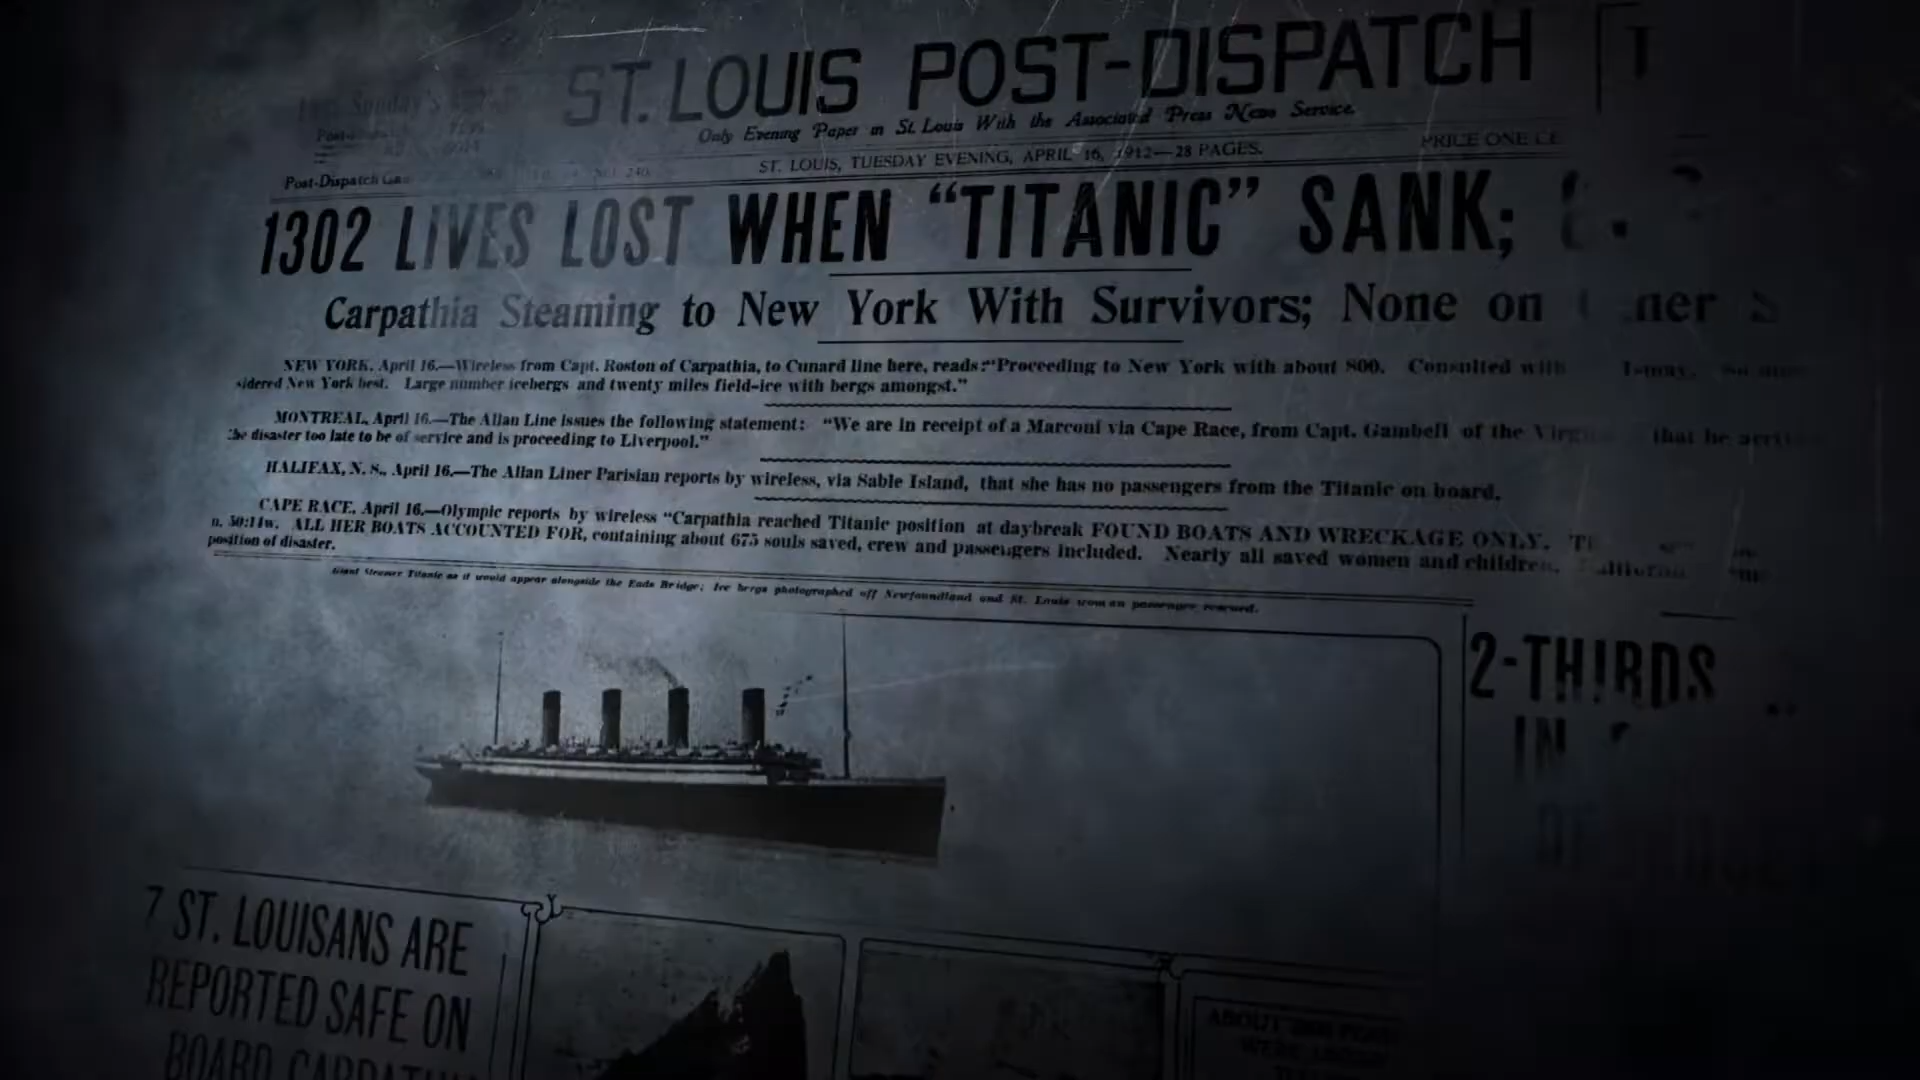 ST. LOUIS POST-DISPATCH
Only Evening Paper in St. Louis With the Associated Press News Service.
ST. LOUIS, TUESDAY EVENING, APRIL 16, 1912—28 PAGES.
PRICE ONE
Post-Dispatch
1302 LIVES LOST WHEN "TITANIC" SANK;
Carpathia Steaming to New York With Survivors; None on
NEW YORK, April 16.—Wireless from Capt. Roston of Carpathia, to Cunard line here, reads: "Proceeding to New York with about 800. Consulted with
sidered New York best. Large number icebergs and twenty miles field-ice with bergs amongst."
MONTREAL, April 16.—The Allan Line issues the following statement: "We are in receipt of a Marconi via Cape Race, from Capt. Gambell of the that he
the disaster too late to be of service and is proceeding to Liverpool."
HALIFAX, N. S., April 16.—The Allan Liner Parisian reports by wireless, via Sable Island, that she has no passengers from the Titanic on board.
CAPE RACE, April 16.—Olympic reports by wireless "Carpathia reached Titanic position at daybreak FOUND BOATS AND WRECKAGE ONLY.
n, 50:14w. ALL HER BOATS ACCOUNTED FOR, containing about 675 souls saved, crew and passengers included. Nearly all saved women and children.
position of disaster.
Giant Steamer Titanic as it would appear alongside the Eads Bridge; Ice bergs photographed off Newfoundland and St. Louis woman passenger rescued.
2-THIRDS
IN
7 ST. LOUISANS ARE
REPORTED SAFE ON
BOARD CARPATHIA
ABOUT